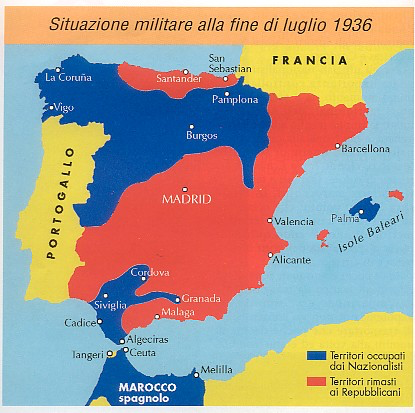 Situazione militare alla fine di luglio 1936
FRANCIA
San
Sebastian
La Coruña
Santander
Pamplona
Vigo
Burgos
Barcellona
PORTOGALLO
MADRID
Palma
Isole Baleari
Valencia
Alicante
Cordova
Siviglia
Granada
Malaga
Cadice
Algeciras
Tangeri
Ceuta
Melilla
MAROCCO
spagnolo
Territori occupati
dai Nazionalisti
Territori rimasti
ai Repubblicani